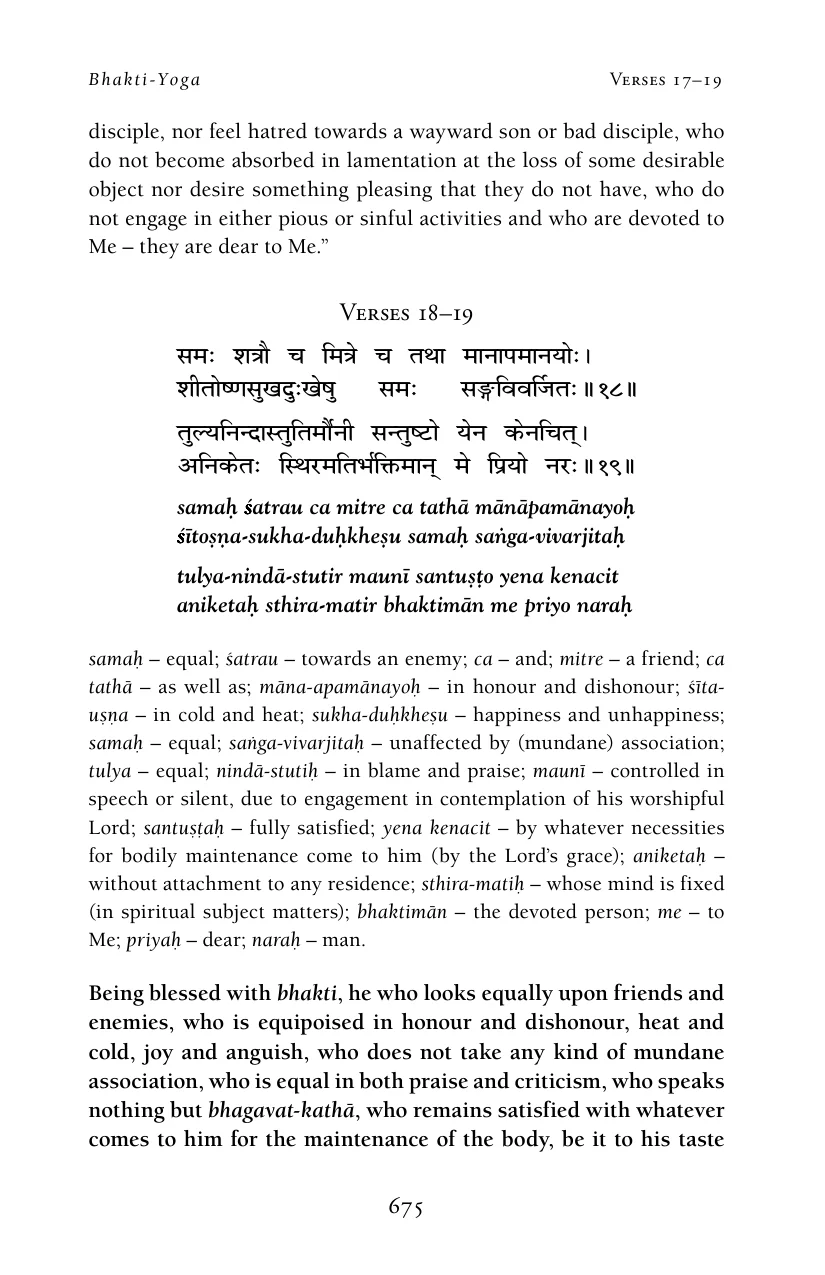 Bhakti-Yoga Verses 17–19
disciple, nor feel hatred towards a wayward son or bad disciple, who
do not become absorbed in lamentation at the loss of some desirable
object nor desire something pleasing that they do not have, who do
not engage in either pious or sinful activities and who are devoted to
Me – they are dear to Me.”
Verses 18–19
समः शत्रौ च मित्रे च तथा मानापमानयोः।
शीतोष्णसुखदुःखेषु समः सङ्गविवर्जितः॥१८॥
तुल्यनिन्दास्तुतिर्मौनी सन्तुष्टो येन केनचित्।
अनिकेतः स्थिरमतिर्भक्तिमान् मे प्रियो नरः॥१९॥
samaḥ śatrau ca mitre ca tathā mānāpamānayoḥ
śītoṣṇa-sukha-duḥkheṣu samaḥ saṅga-vivarjitaḥ
tulya-nindā-stutir maunī santuṣṭo yena kenacit
aniketaḥ sthira-matir bhaktimān me priyo naraḥ
samaḥ – equal; śatrau – towards an enemy; ca – and; mitre – a friend; ca
tathā – as well as; māna-apamānayoḥ – in honour and dishonour; śīta-
uṣṇa – in cold and heat; sukha-duḥkheṣu – happiness and unhappiness;
samaḥ – equal; saṅga-vivarjitaḥ – unaffected by (mundane) association;
tulya – equal; nindā-stutiḥ – in blame and praise; maunī – controlled in
speech or silent, due to engagement in contemplation of his worshipful
Lord; santuṣṭaḥ – fully satisfied; yena kenacit – by whatever necessities
for bodily maintenance come to him (by the Lord’s grace); aniketaḥ –
without attachment to any residence; sthira-matiḥ – whose mind is fixed
(in spiritual subject matters); bhaktimān – the devoted person; me – to
Me; priyaḥ – dear; naraḥ – man.
Being blessed with bhakti, he who looks equally upon friends and
enemies, who is equipoised in honour and dishonour, heat and
cold, joy and anguish, who does not take any kind of mundane
association, who is equal in both praise and criticism, who speaks
nothing but bhagavat-kathā, who remains satisfied with whatever
comes to him for the maintenance of the body, be it to his taste
675